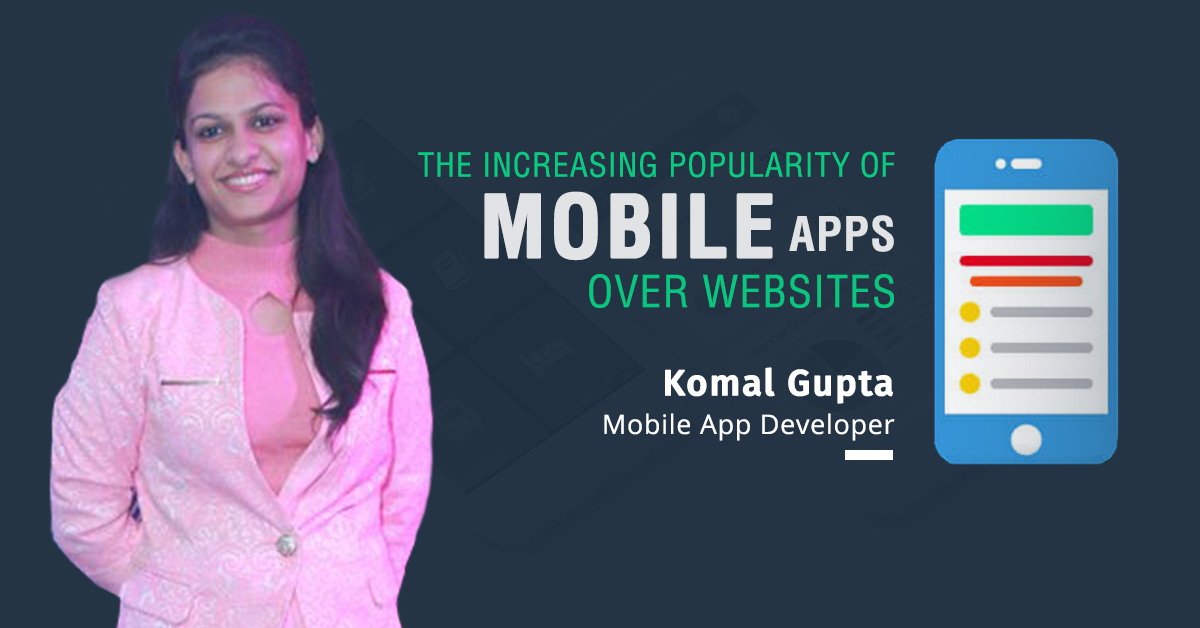 THE INCREASING POPULARITY OF
MOBILE APPS
OVER WEBSITES
Komal Gupta
Mobile App Developer